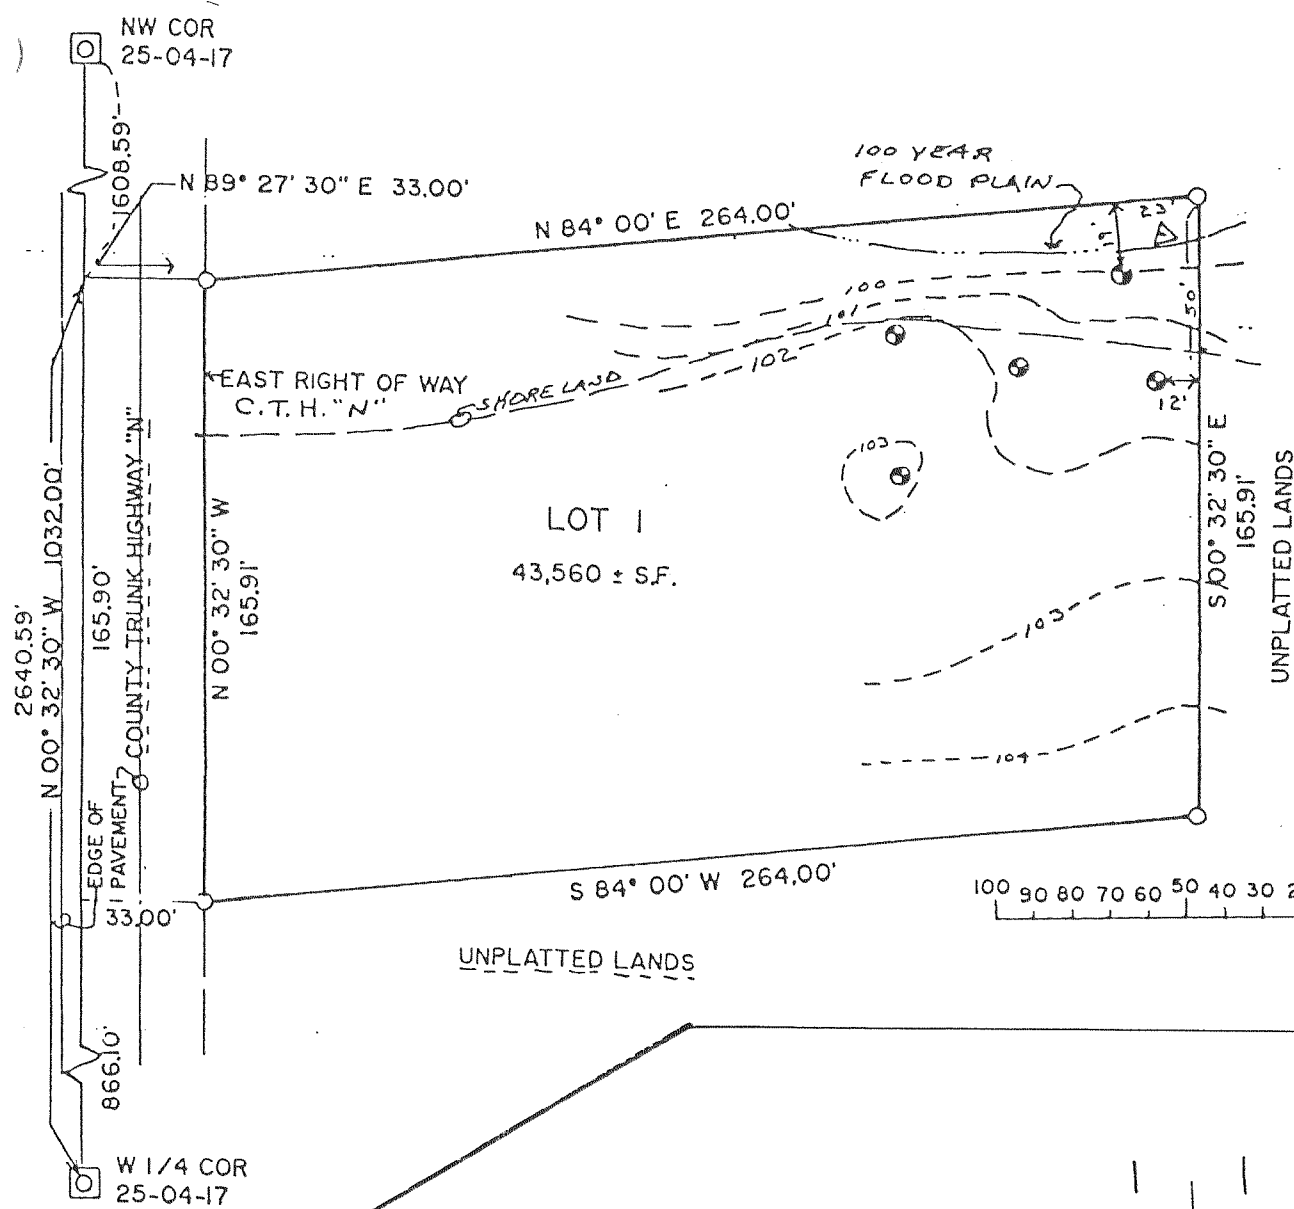 NW COR
25-04-17
1608.59'
N 89° 27' 30" E 33.00'
100 YEAR
FLOOD PLAIN
N 84° 00' E 264.00'
23'
19'
50'
100
101
102
EAST RIGHT OF WAY
C.T.H. "N"
SHORELAND
12'
103
LOT 1
43,560 ± S.F.
S 00° 32' 30" E
165.91'
UNPLATTED LANDS
N 00° 32' 30" W
165.91'
COUNTY TRUNK HIGHWAY "N"
165.90'
N 00° 32' 30" W 1032.00'
2640.59'
103
104
EDGE OF
PAVEMENT
33.00'
S 84° 00' W 264.00'
100 90 80 70 60 50 40 30
UNPLATTED LANDS
866.10'
W 1/4 COR
25-04-17